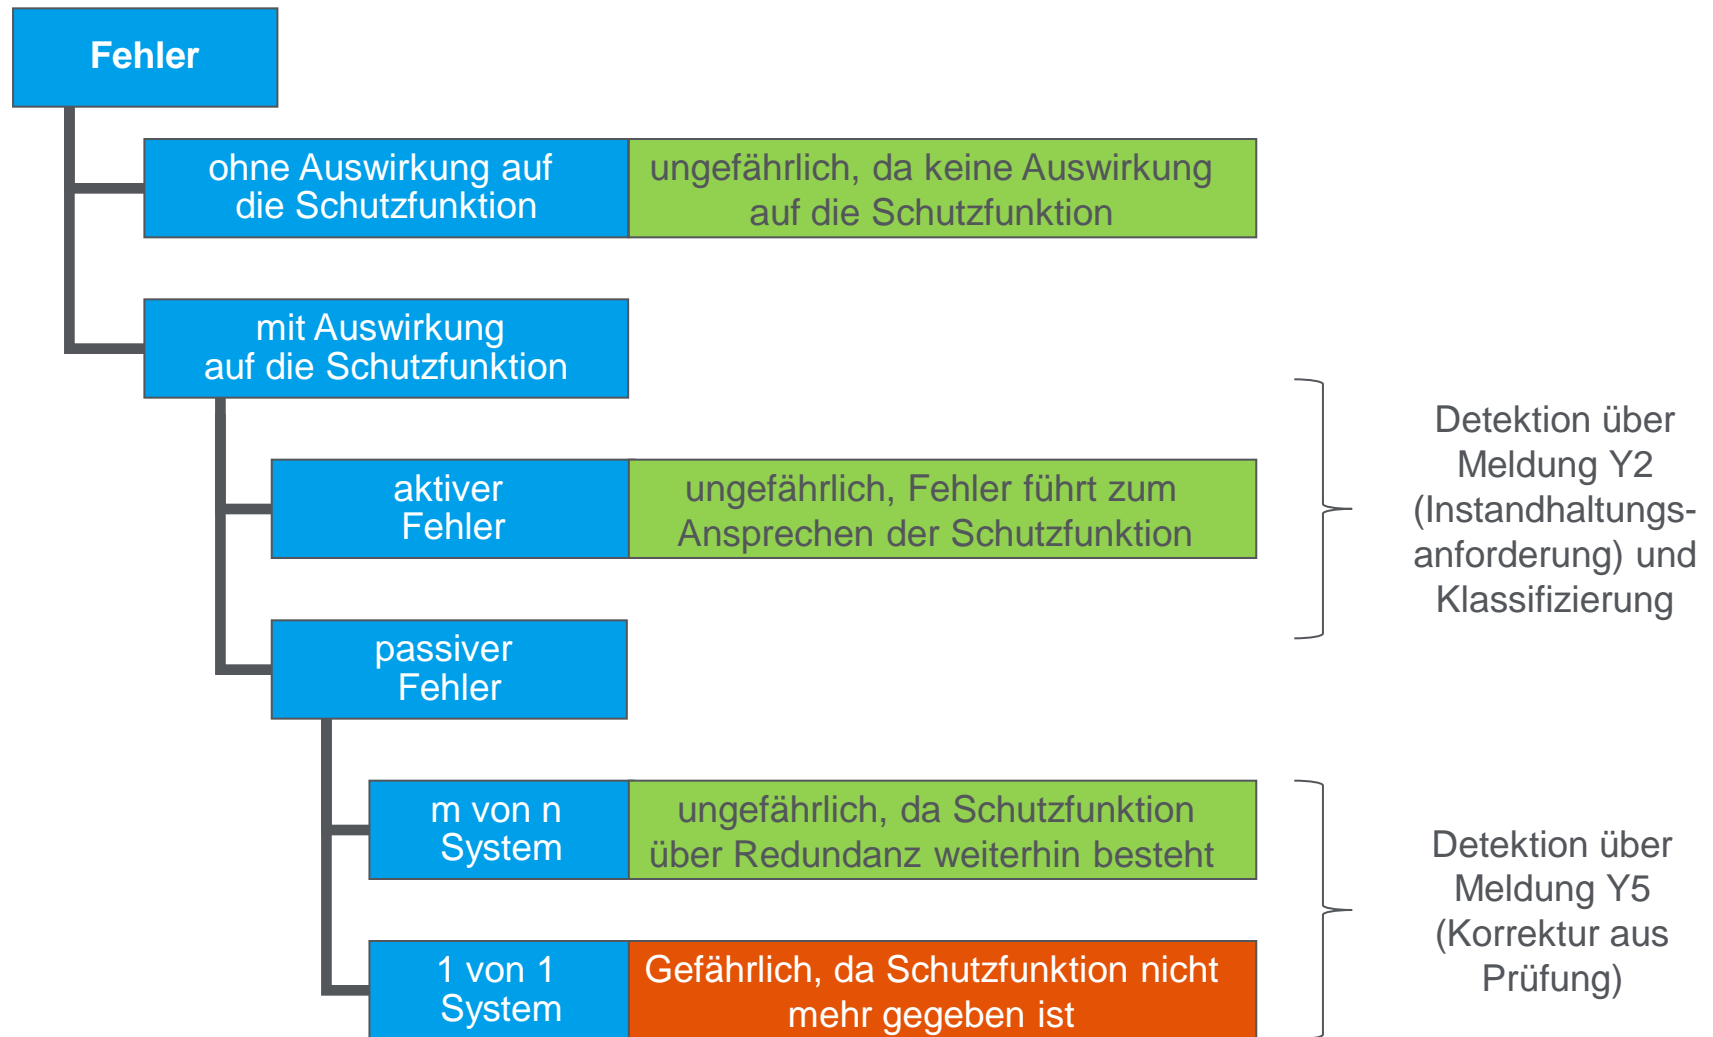 Fehler
ohne Auswirkung auf
die Schutzfunktion
ungefährlich, da keine Auswirkung
auf die Schutzfunktion
mit Auswirkung
auf die Schutzfunktion
aktiver
Fehler
ungefährlich, Fehler führt zum
Ansprechen der Schutzfunktion
Detektion über
Meldung Y2
(Instandhaltungs-
anforderung) und
Klassifizierung
passiver
Fehler
m von n
System
ungefährlich, da Schutzfunktion
über Redundanz weiterhin besteht
1 von 1
System
Gefährlich, da Schutzfunktion nicht
mehr gegeben ist
Detektion über
Meldung Y5
(Korrektur aus
Prüfung)